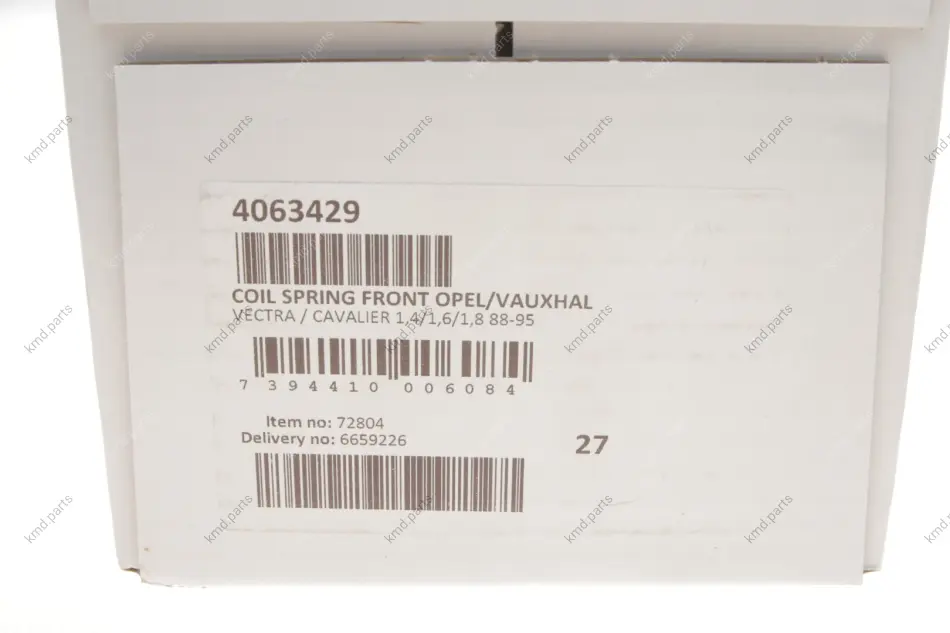 4063429
COIL SPRING FRONT OPEL/VAUXHAL
VECTRA / CAVALIER 1,4/1,6/1,8 88-95
7 394410 006084
Item no: 72804
Delivery no: 6659226
27
kmd.parts